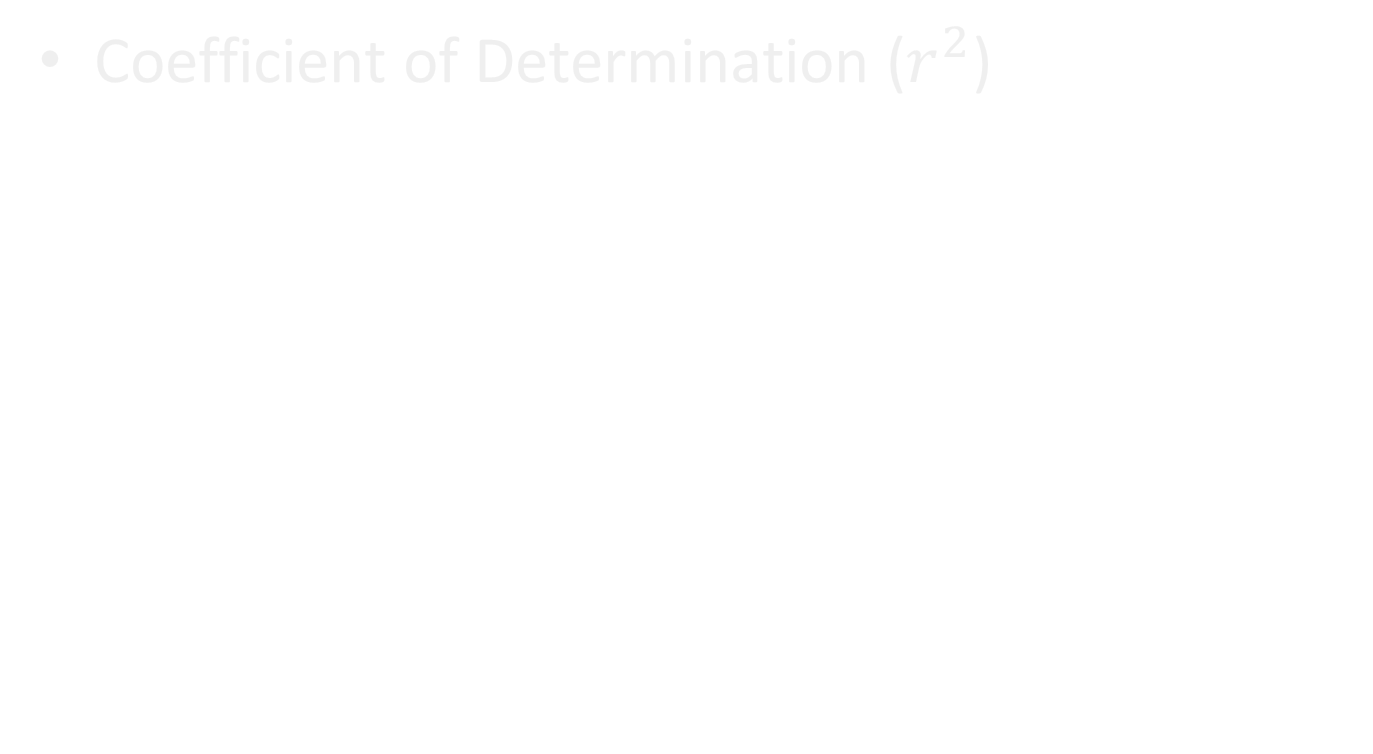 • Coefficient of Determination (𝑟²)